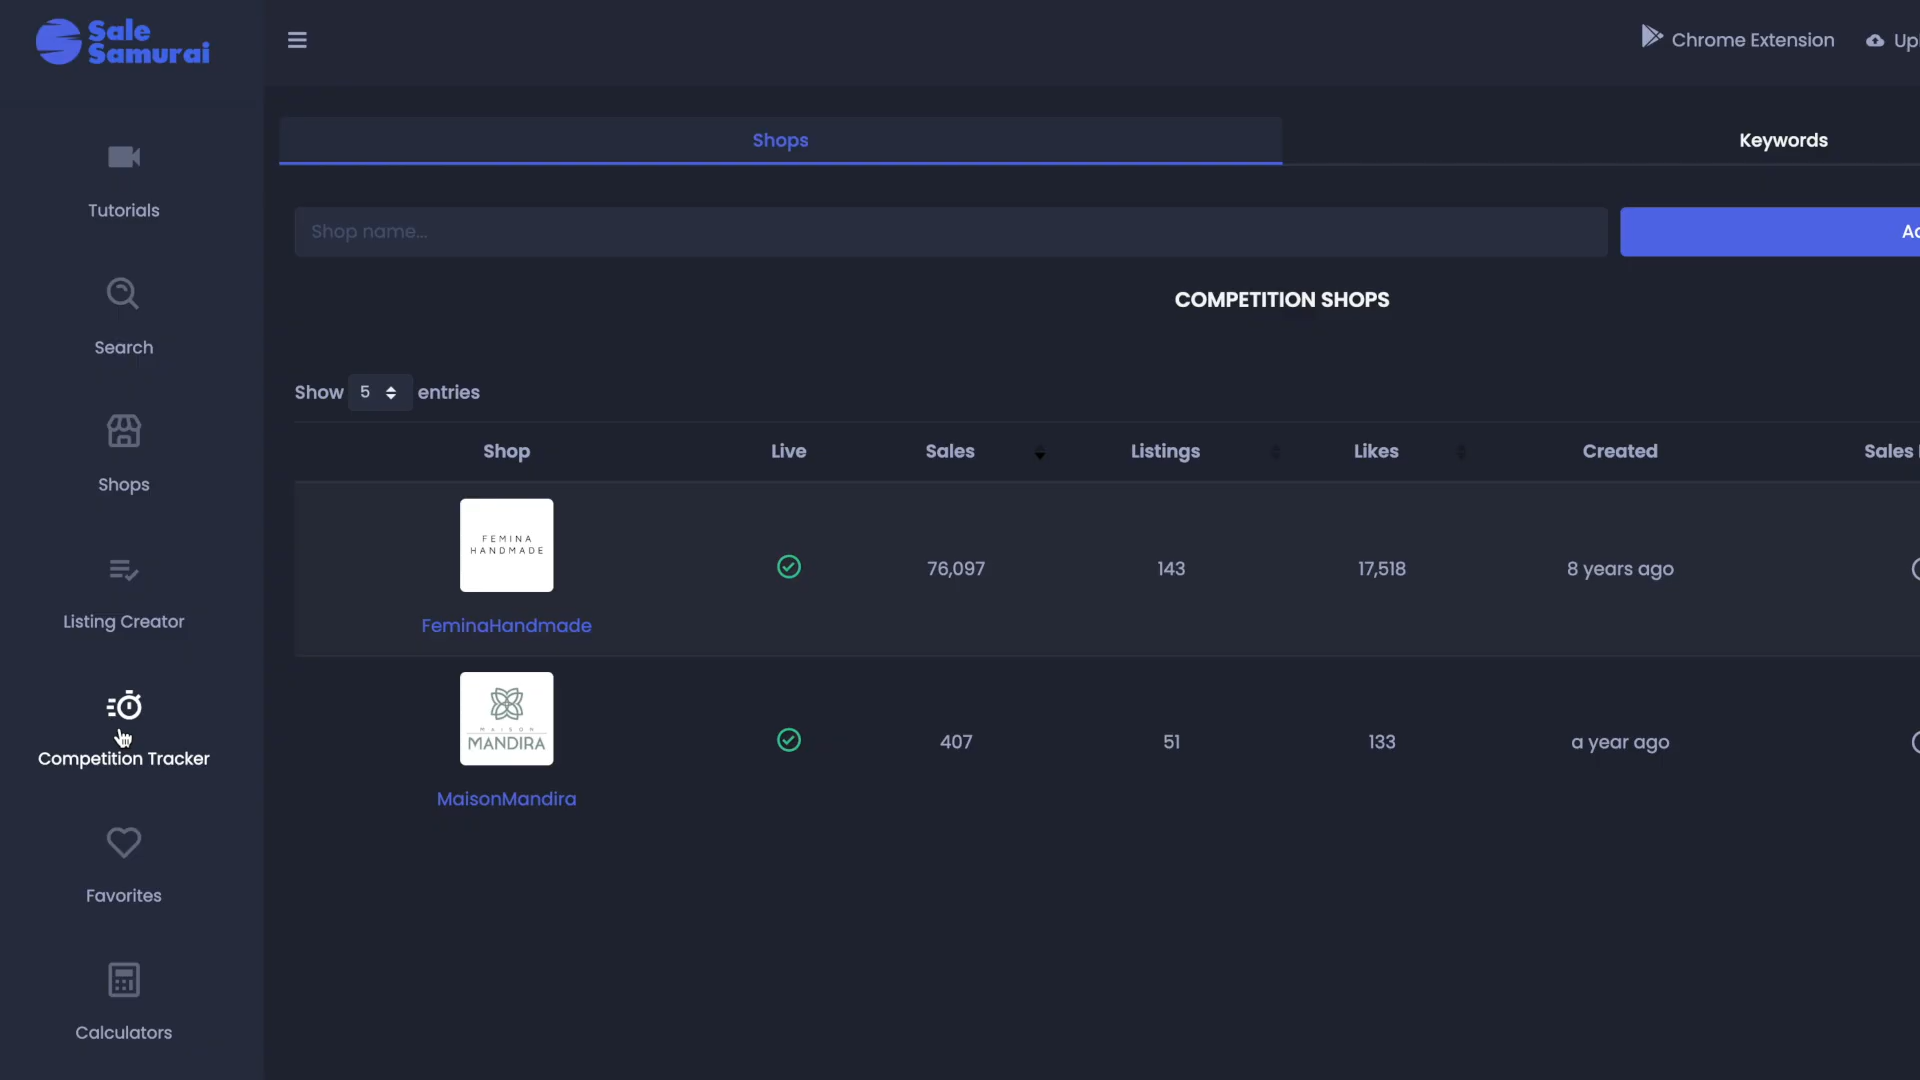 Sale
Samurai
Chrome Extension
Tutorials
Search
Shops
Listing Creator
Competition Tracker
Favorites
Calculators
Shops
Keywords
Shop name...
COMPETITION SHOPS
Show 5 entries
Shop Live Sales Listings Likes Created Sales
FEMINA
HANDMADE
FeminaHandmade
76,097 143 17,518 8 years ago
MAISON
MANDIRA
MaisonMandira
407 51 133 a year ago